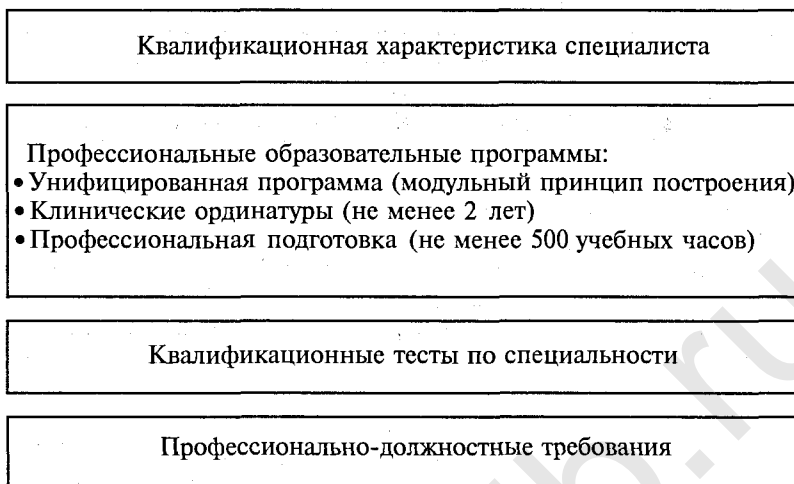 Квалификационная характеристика специалиста
Профессиональные образовательные программы:
• Унифицированная программа (модульный принцип построения)
• Клинические ординатуры (не менее 2 лет)
• Профессиональная подготовка (не менее 500 учебных часов)
Квалификационные тесты по специальности
Профессионально-должностные требования